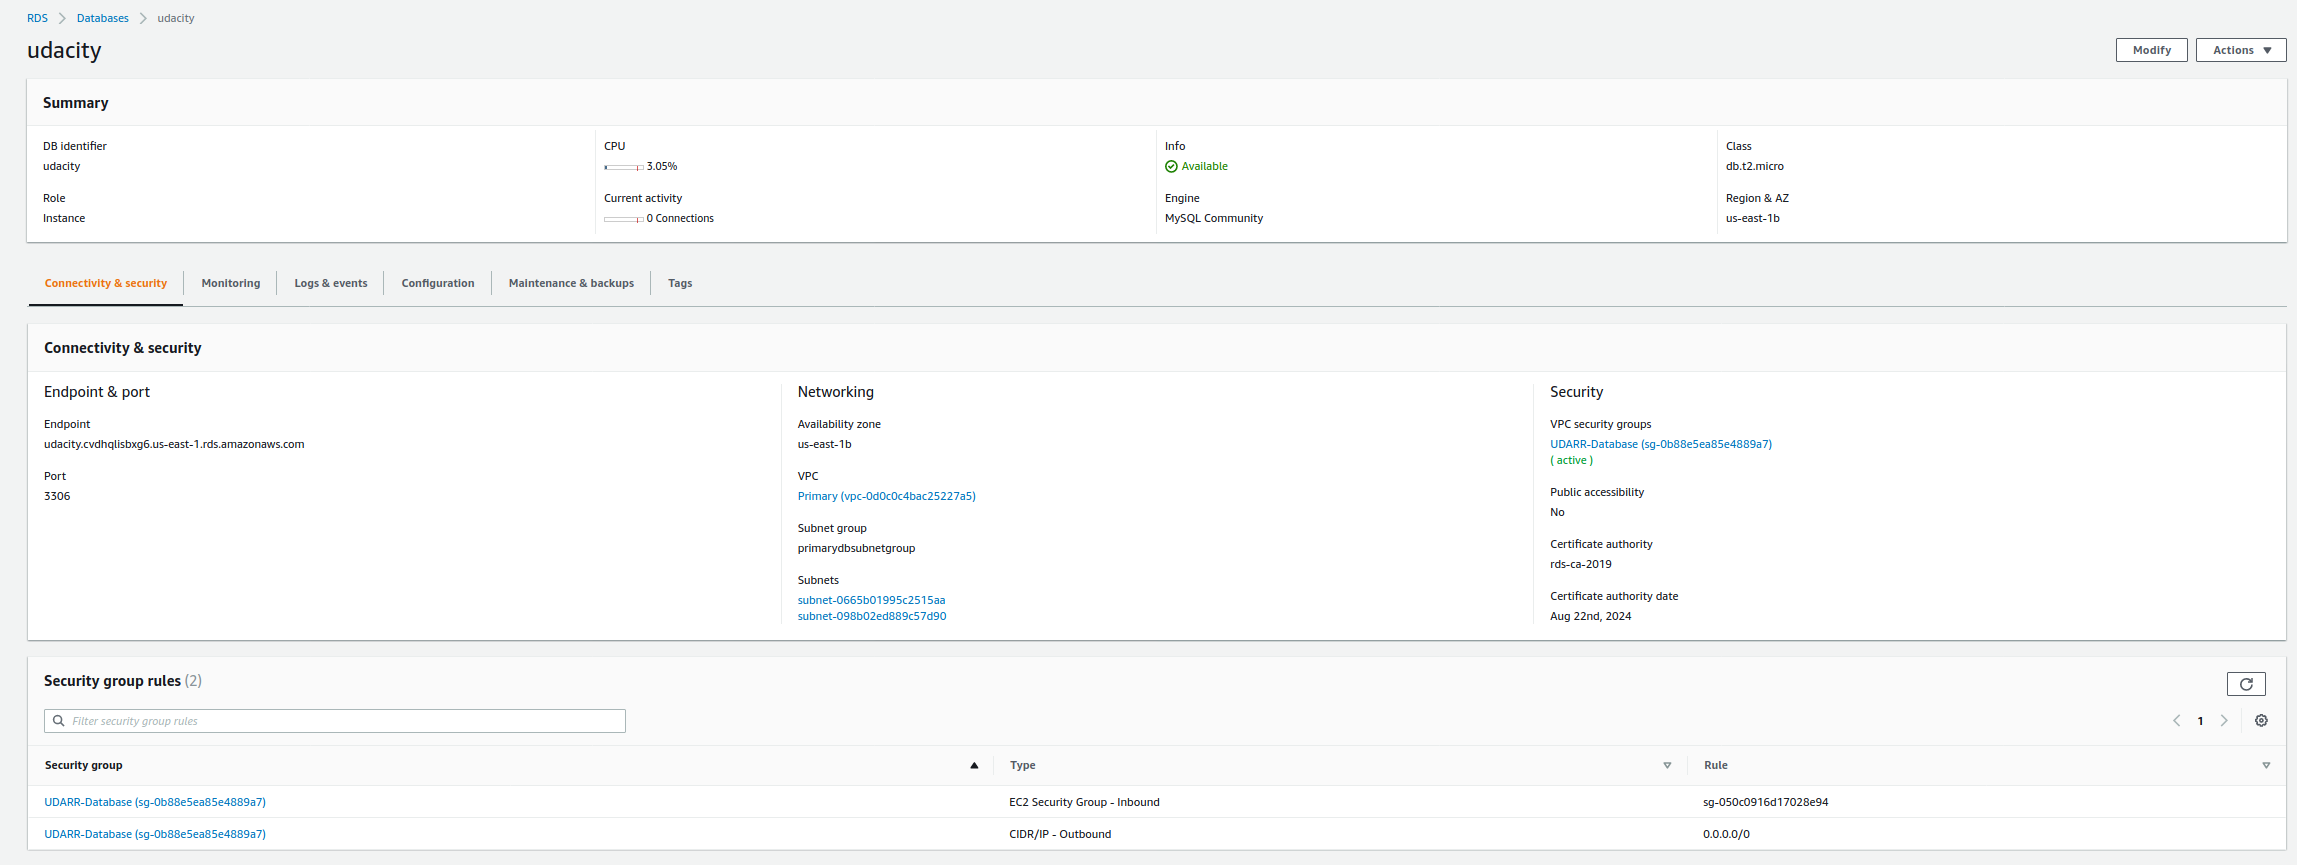 RDS > Databases > udacity
udacity
Modify
Actions
Summary
DB identifier
udacity
CPU
3.05%
Info
Available
Class
db.t2.micro
Role
Instance
Current activity
0 Connections
Engine
MySQL Community
Region & AZ
us-east-1b
Connectivity & security
Monitoring
Logs & events
Configuration
Maintenance & backups
Tags
Connectivity & security
Endpoint & port
Endpoint
udacity.cvdhqlisbxg6.us-east-1.rds.amazonaws.com
Port
3306
Networking
Availability zone
us-east-1b
VPC
Primary (vpc-0d0c0c4bac25227a5)
Subnet group
primarydbsubnetgroup
Subnets
subnet-0665b01995c2515aa
subnet-098b02ed889c57d90
Security
VPC security groups
UDARR-Database (sg-0b88e5ea85e4889a7)
( active )
Public accessibility
No
Certificate authority
rds-ca-2019
Certificate authority date
Aug 22nd, 2024
Security group rules (2)
Filter security group rules
1
Security group
Type
Rule
UDARR-Database (sg-0b88e5ea85e4889a7)
EC2 Security Group - Inbound
sg-050c0916d17028e94
UDARR-Database (sg-0b88e5ea85e4889a7)
CIDR/IP - Outbound
0.0.0.0/0